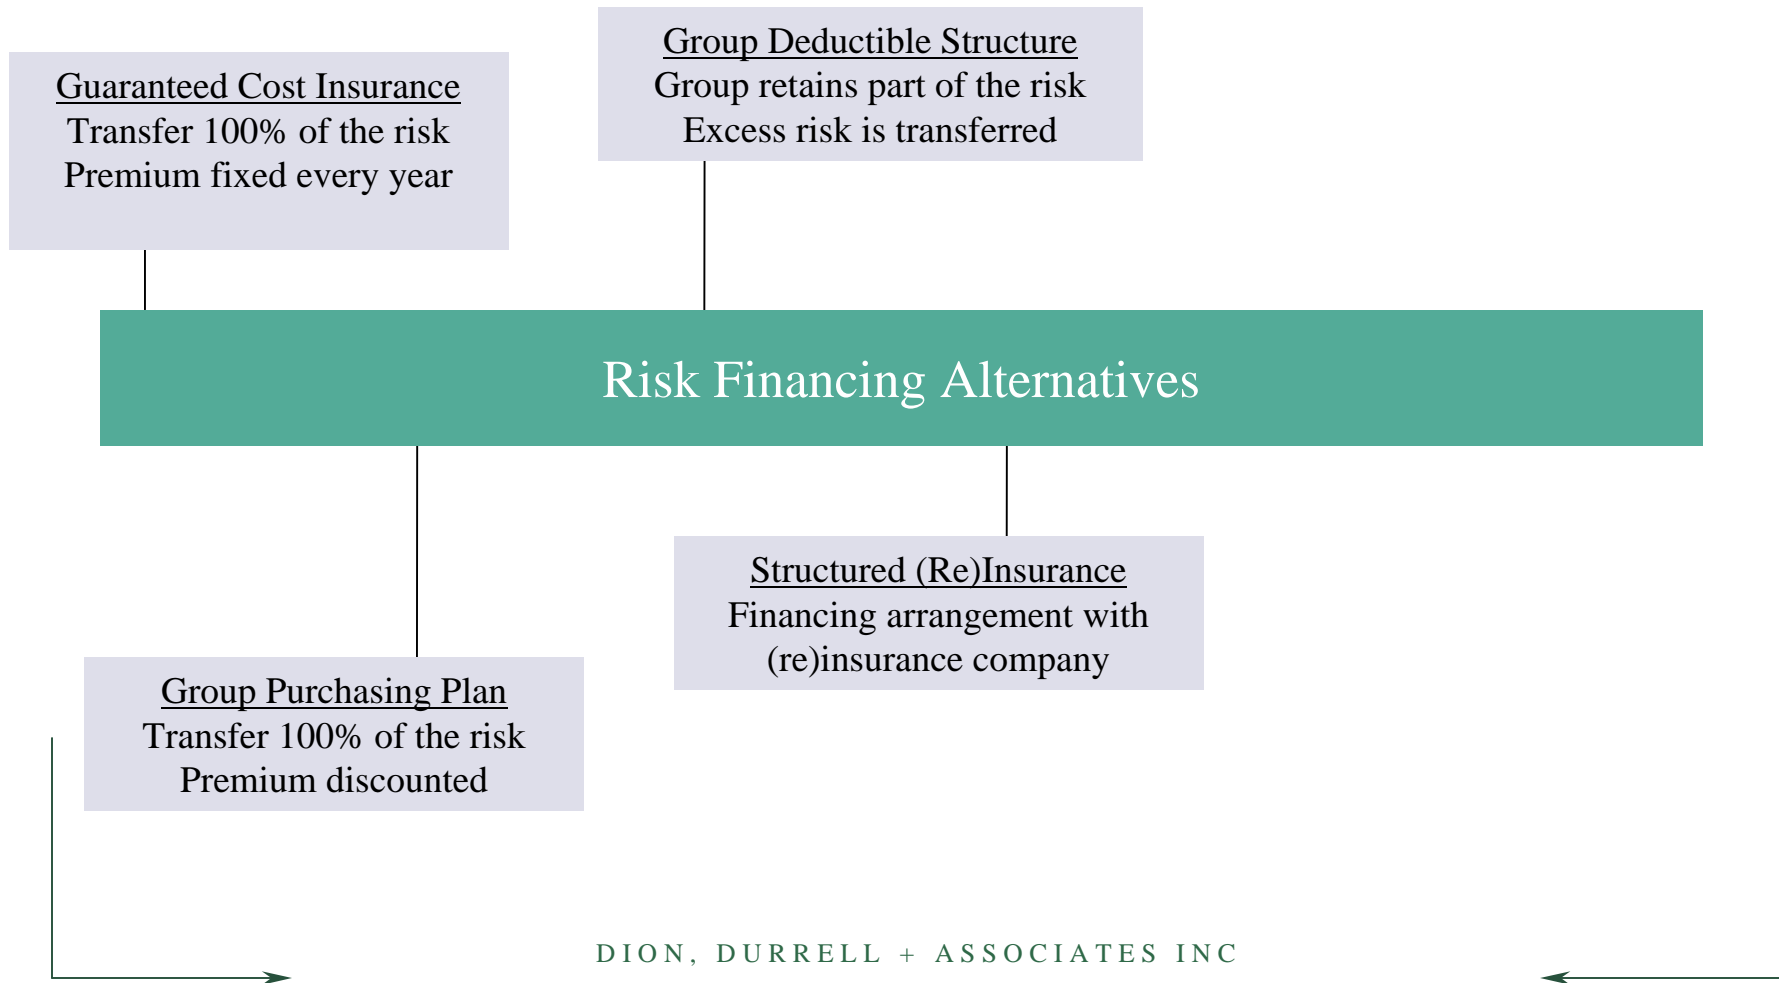 Group Deductible Structure
Group retains part of the risk
Excess risk is transferred
Guaranteed Cost Insurance
Transfer 100% of the risk
Premium fixed every year
Risk Financing Alternatives
Structured (Re)Insurance
Financing arrangement with
(re)insurance company
Group Purchasing Plan
Transfer 100% of the risk
Premium discounted
DION, DURRELL + ASSOCIATES INC